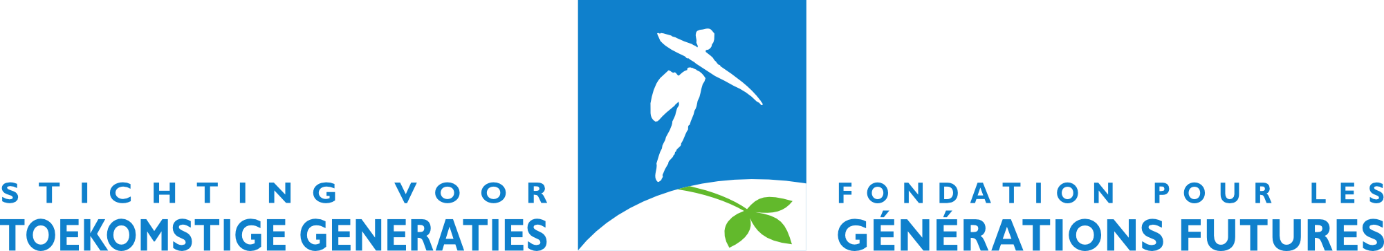 STICHTING VOOR
TOEKOMSTIGE GENERATIES
FONDATION POUR LES
GÉNÉRATIONS FUTURES